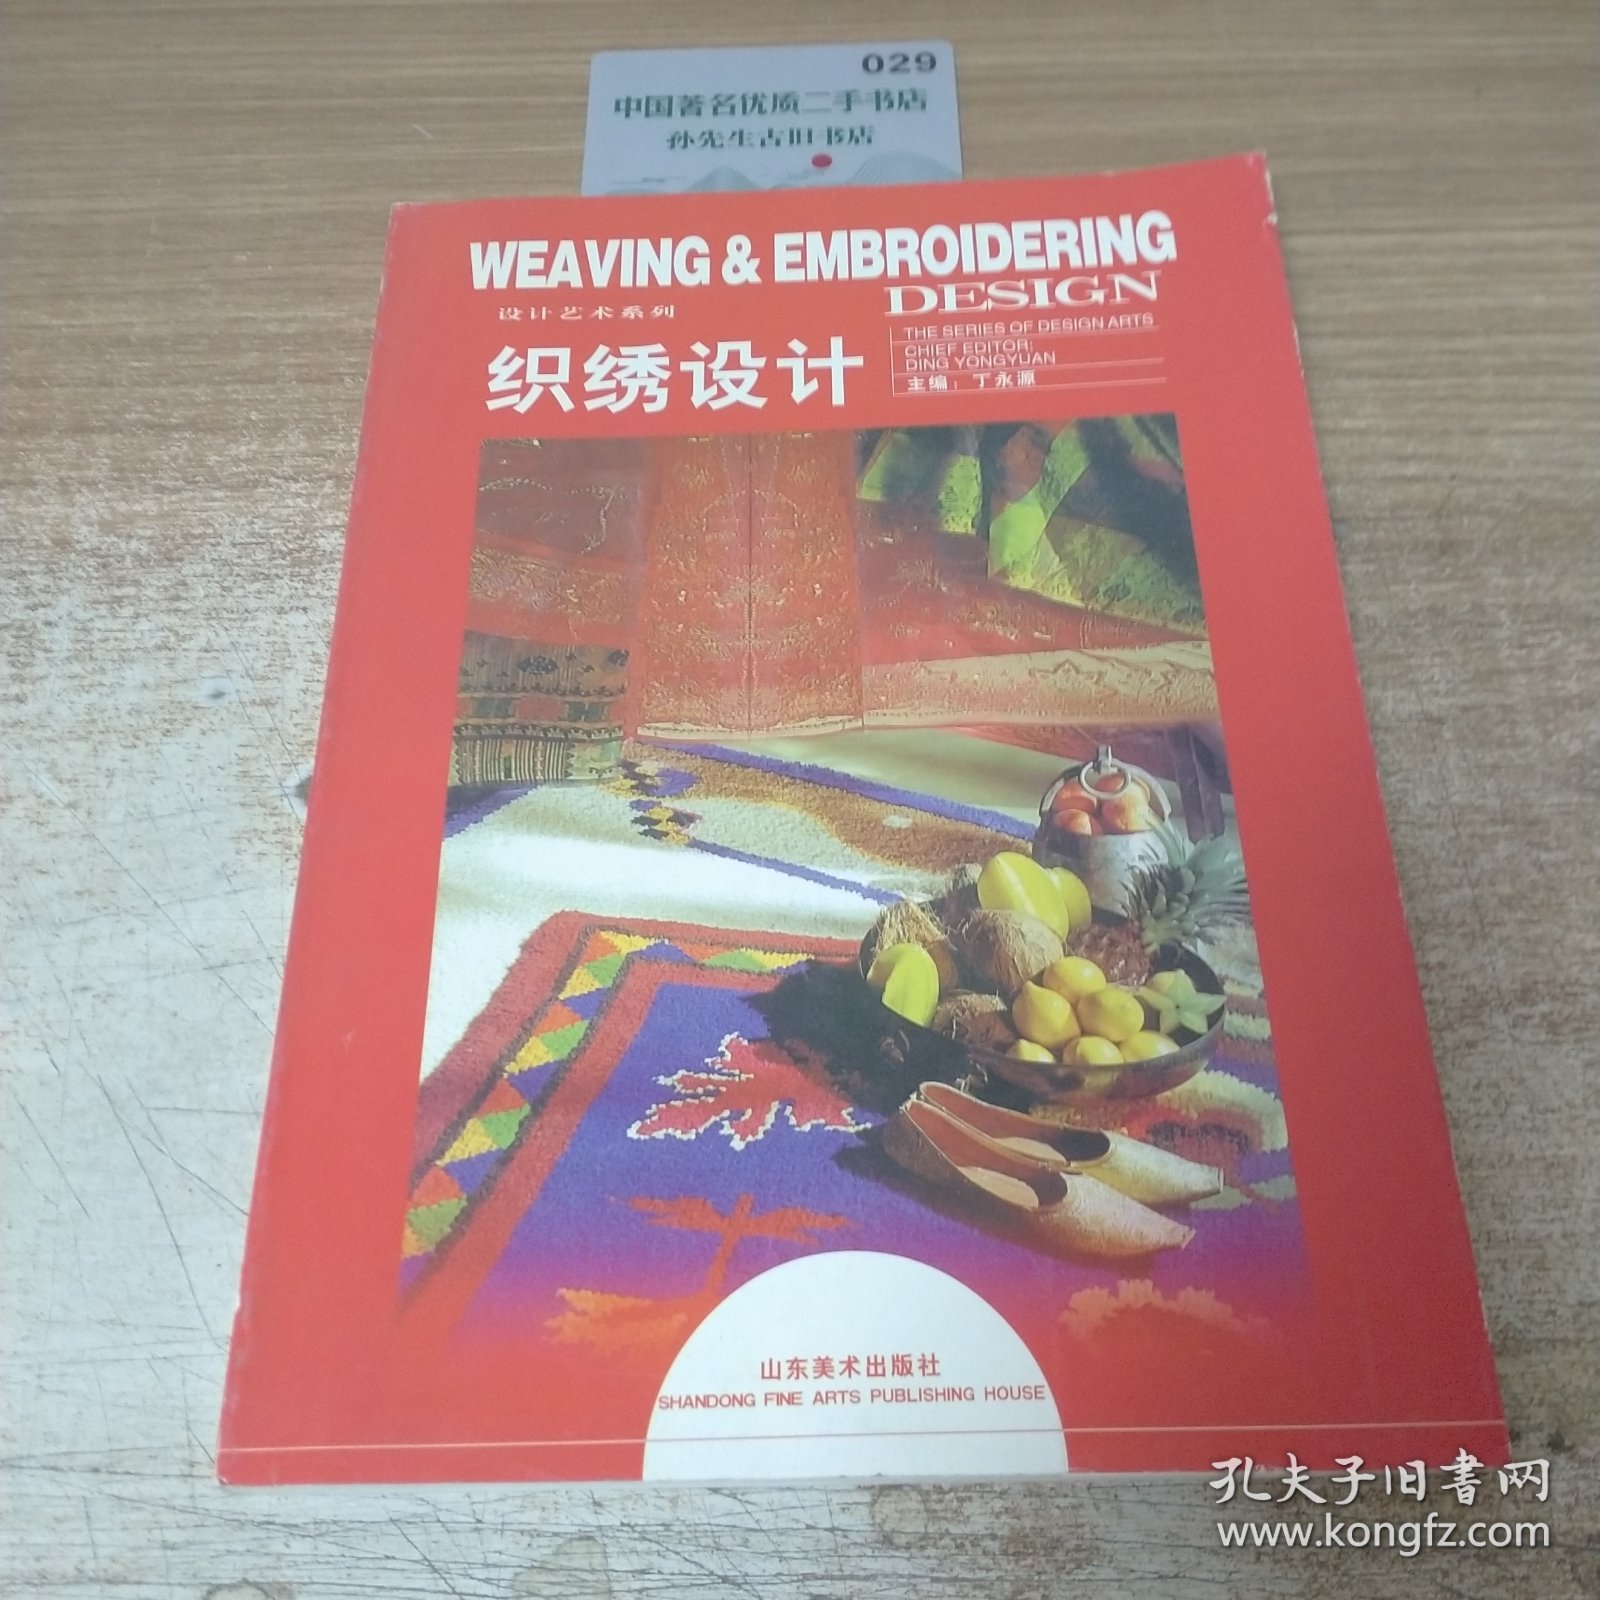 029
中国著名优质二手书店
孙先生古旧书店
WEAVING & EMBROIDERING
DESIGN
设计艺术系列
织绣设计
THE SERIES OF DESIGN ARTS
CHIEF EDITOR:
DING YONGYUAN
主编：丁永源
山东美术出版社
SHANDONG FINE ARTS PUBLISHING HOUSE
孔夫子旧書网
www.kongfz.com